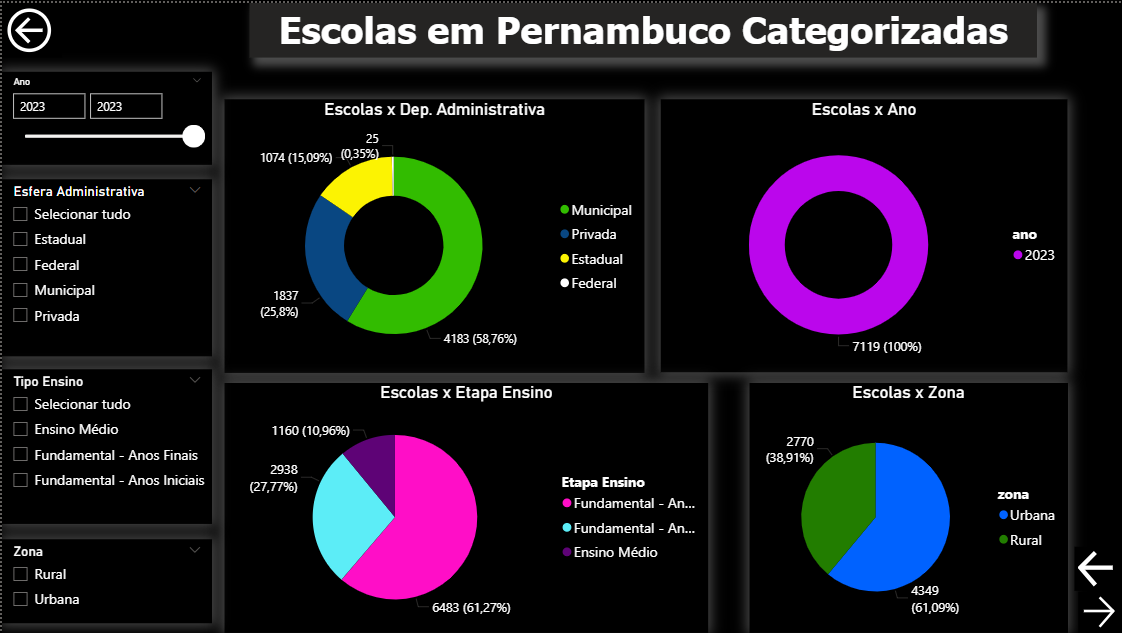 Escolas em Pernambuco Categorizadas
Ano
2023
2023
Esfera Administrativa
Selecionar tudo
Estadual
Federal
Municipal
Privada
Tipo Ensino
Selecionar tudo
Ensino Médio
Fundamental - Anos Finais
Fundamental - Anos Iniciais
Zona
Rural
Urbana
Escolas x Dep. Administrativa
25
(0,35%)
1074 (15,09%)
1837
(25,8%)
4183 (58,76%)
Municipal
Privada
Estadual
Federal
Escolas x Ano
ano
2023
7119 (100%)
Escolas x Etapa Ensino
1160 (10,96%)
2938
(27,77%)
6483 (61,27%)
Etapa Ensino
Fundamental - An...
Fundamental - An...
Ensino Médio
Escolas x Zona
2770
(38,91%)
4349
(61,09%)
zona
Urbana
Rural